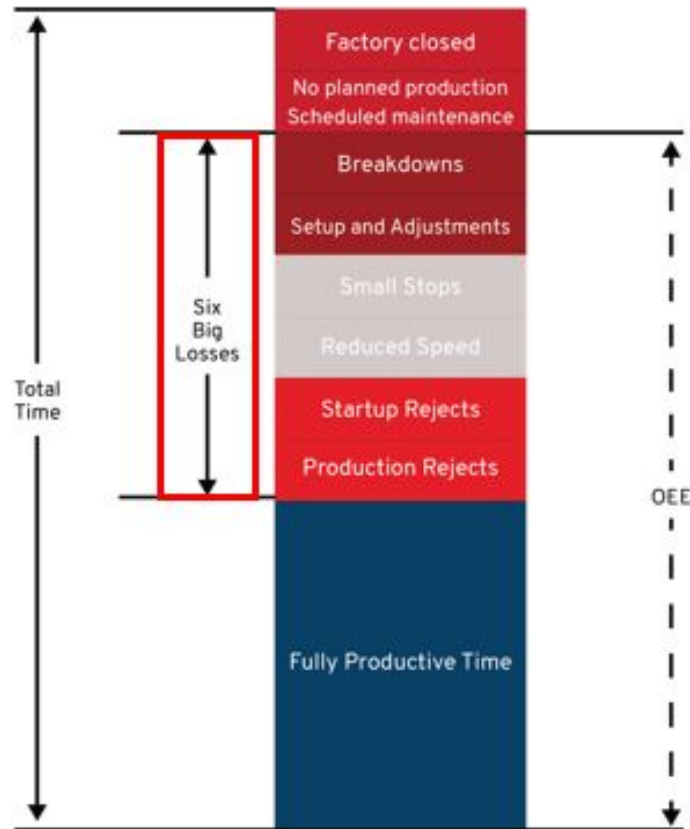 Factory closed
No planned production
Scheduled maintenance
Breakdowns
Setup and Adjustments
Small Stops
Reduced Speed
Startup Rejects
Production Rejects
Fully Productive Time
Six
Big
Losses
Total
Time
OEE